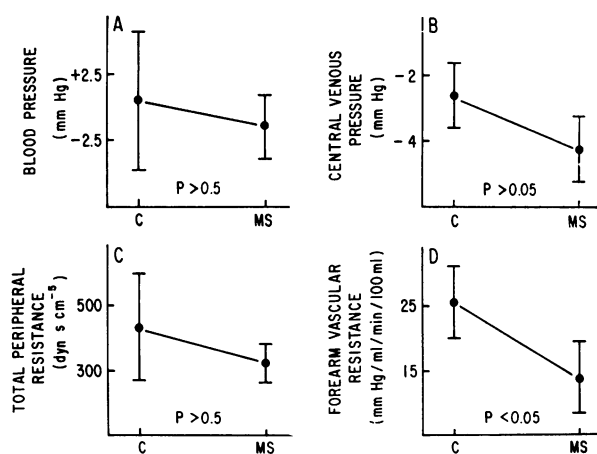 A
BLOOD PRESSURE
(mm Hg)
+2.5
−2.5
P > 0.5
C
MS
B
CENTRAL VENOUS
PRESSURE
(mm Hg)
−2
−4
P > 0.05
C
MS
C
TOTAL PERIPHERAL
RESISTANCE
(dyn s cm⁻⁵)
500
300
P > 0.5
C
MS
D
FOREARM VASCULAR
RESISTANCE
(mm Hg/ml/min/100 ml)
25
15
P < 0.05
C
MS